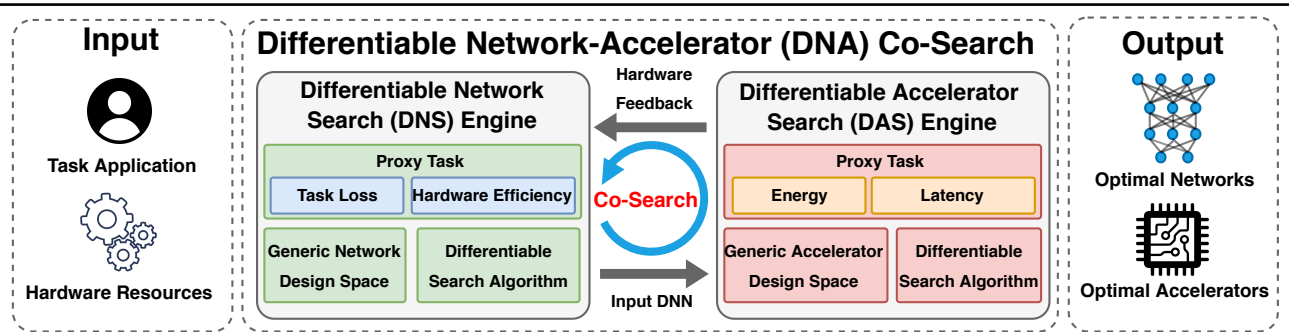 Input
Task Application
Hardware Resources
Differentiable Network-Accelerator (DNA) Co-Search
Differentiable Network
Search (DNS) Engine
Proxy Task
Task Loss
Hardware Efficiency
Generic Network
Design Space
Differentiable
Search Algorithm
Hardware
Feedback
Co-Search
Input DNN
Differentiable Accelerator
Search (DAS) Engine
Proxy Task
Energy
Latency
Generic Accelerator
Design Space
Differentiable
Search Algorithm
Output
Optimal Networks
Optimal Accelerators